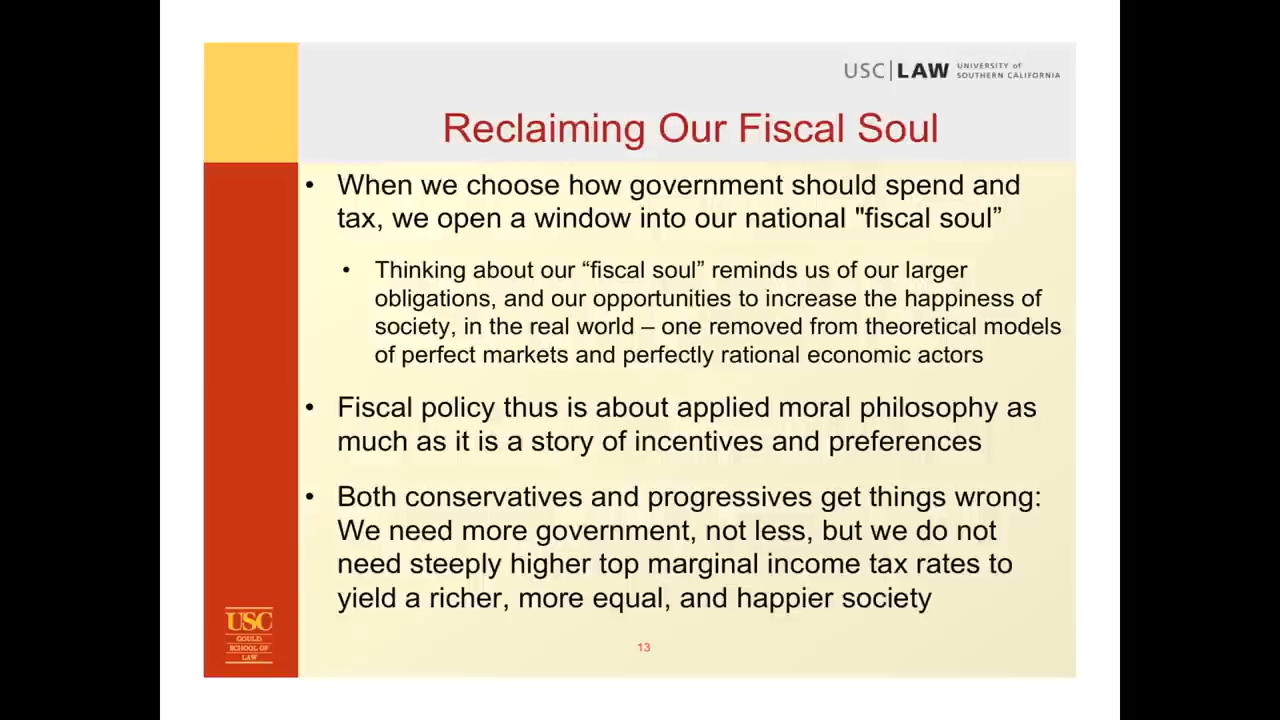 USC | LAW UNIVERSITY of
SOUTHERN CALIFORNIA
Reclaiming Our Fiscal Soul
• When we choose how government should spend and
tax, we open a window into our national "fiscal soul”
• Thinking about our “fiscal soul” reminds us of our larger
obligations, and our opportunities to increase the happiness of
society, in the real world – one removed from theoretical models
of perfect markets and perfectly rational economic actors
• Fiscal policy thus is about applied moral philosophy as
much as it is a story of incentives and preferences
• Both conservatives and progressives get things wrong:
We need more government, not less, but we do not
need steeply higher top marginal income tax rates to
yield a richer, more equal, and happier society
USC
GOULD
SCHOOL OF
LAW
13